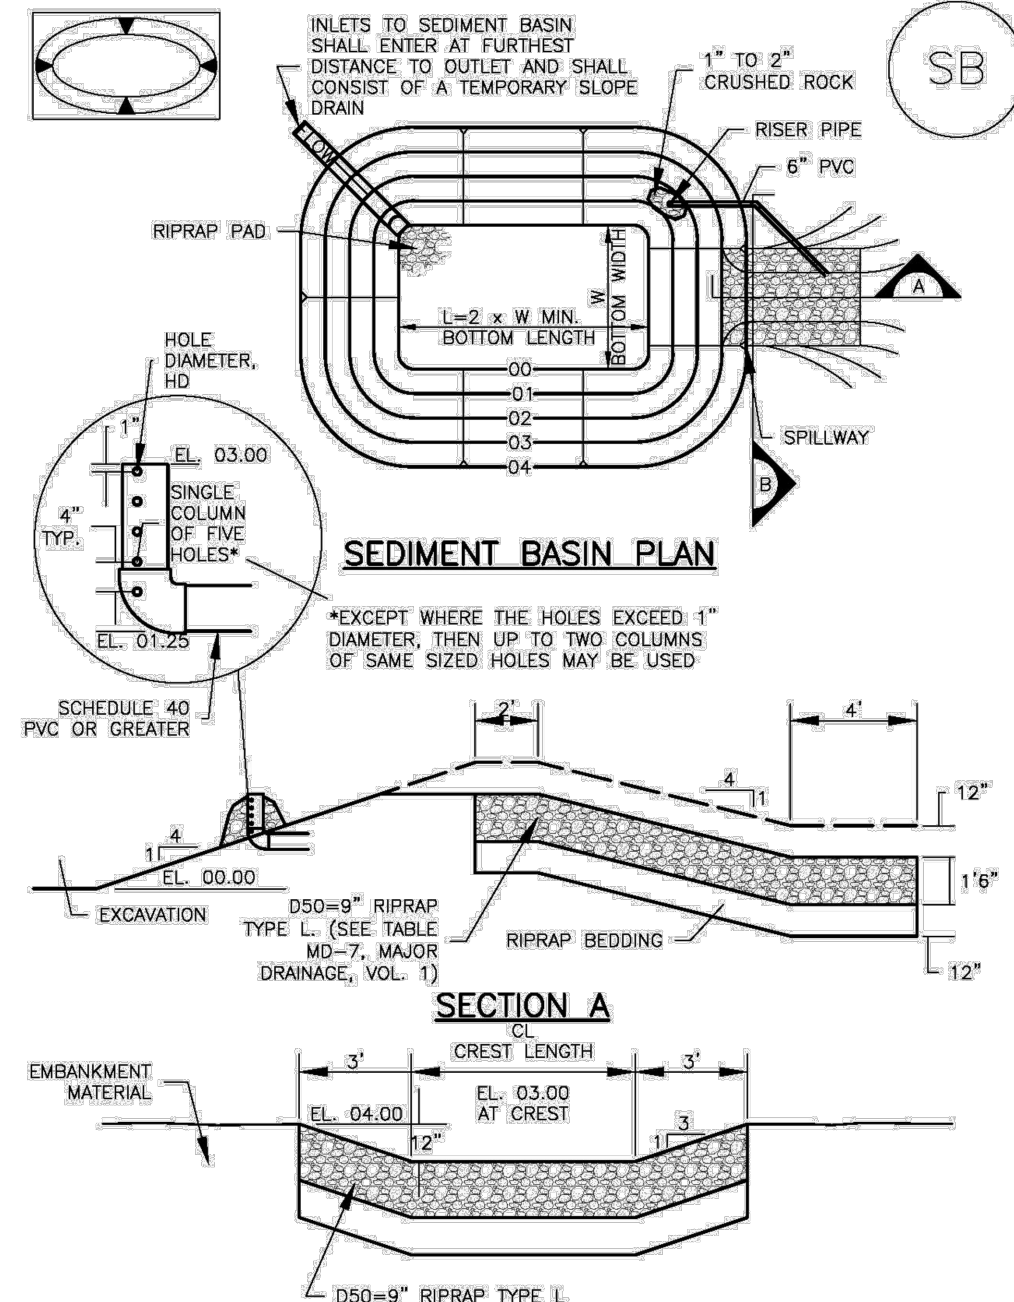 INLETS TO SEDIMENT BASIN
SHALL ENTER AT FURTHEST
DISTANCE TO OUTLET AND SHALL
CONSIST OF A TEMPORARY SLOPE
DRAIN
1" TO 2"
CRUSHED ROCK
SB
RISER PIPE
6" PVC
FLOW
RIPRAP PAD
BOTTOM WIDTH
W
L=2 x W MIN.
BOTTOM LENGTH
A
00
01
02
03
04
SPILLWAY
B
HOLE
DIAMETER,
HD
1"
EL. 03.00
SINGLE
COLUMN
OF FIVE
HOLES*
4"
TYP.
EL. 01.25
SEDIMENT BASIN PLAN
*EXCEPT WHERE THE HOLES EXCEED 1"
DIAMETER, THEN UP TO TWO COLUMNS
OF SAME SIZED HOLES MAY BE USED
SCHEDULE 40
PVC OR GREATER
2'
4'
4
1
12"
4
1
EL. 00.00
EXCAVATION
1'6"
D50=9" RIPRAP
TYPE L. (SEE TABLE
MD-7, MAJOR
DRAINAGE, VOL. 1)
RIPRAP BEDDING
12"
SECTION A
CL
CREST LENGTH
3'
3'
EMBANKMENT
MATERIAL
EL. 04.00
EL. 03.00
AT CREST
12"
3
1
D50=9" RIPRAP TYPE L